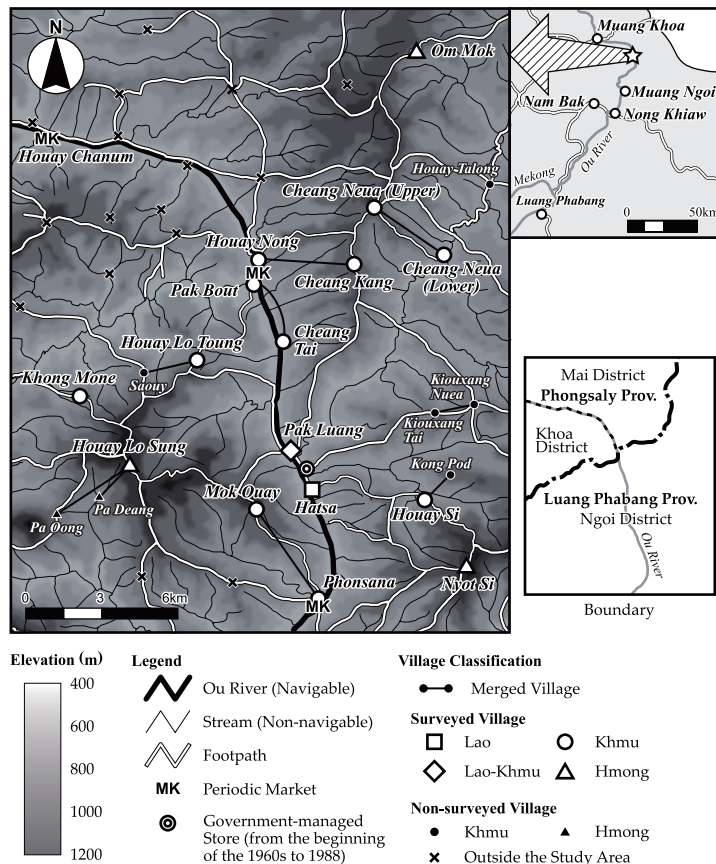 N
Om Mok
MK
Houay Chanum
Houay Talong
Cheang Neua (Upper)
Houay Nong
MK
Cheang Kang
Cheang Neua
(Lower)
Pak Bout
Cheang
Tai
Houay Lo Toung
Saouy
Khong Mone
Kiouxang
Nuea
Kiouxang
Tai
Pak Luang
Houay Lo Sung
Kong Pod
Mok Quay
Hatsa
Houay Si
Pa Deang
Pa Oong
Nyot Si
Phonsana
MK
0 3 6km
Muang Khoa
Muang Ngoi
Nam Bak
Nong Khiaw
Ou River
Mekong
Luang Phabang
0 50km
Mai District
Phongsaly Prov.
Khoa
District
Luang Phabang Prov.
Ngoi District
Ou River
Boundary
Elevation (m)
400
600
800
1000
1200
Legend
Ou River (Navigable)
Stream (Non-navigable)
Footpath
MK Periodic Market
Government-managed
Store (from the beginning
of the 1960s to 1988)
Village Classification
Merged Village
Surveyed Village
Lao Khmu
Lao-Khmu Hmong
Non-surveyed Village
Khmu Hmong
Outside the Study Area